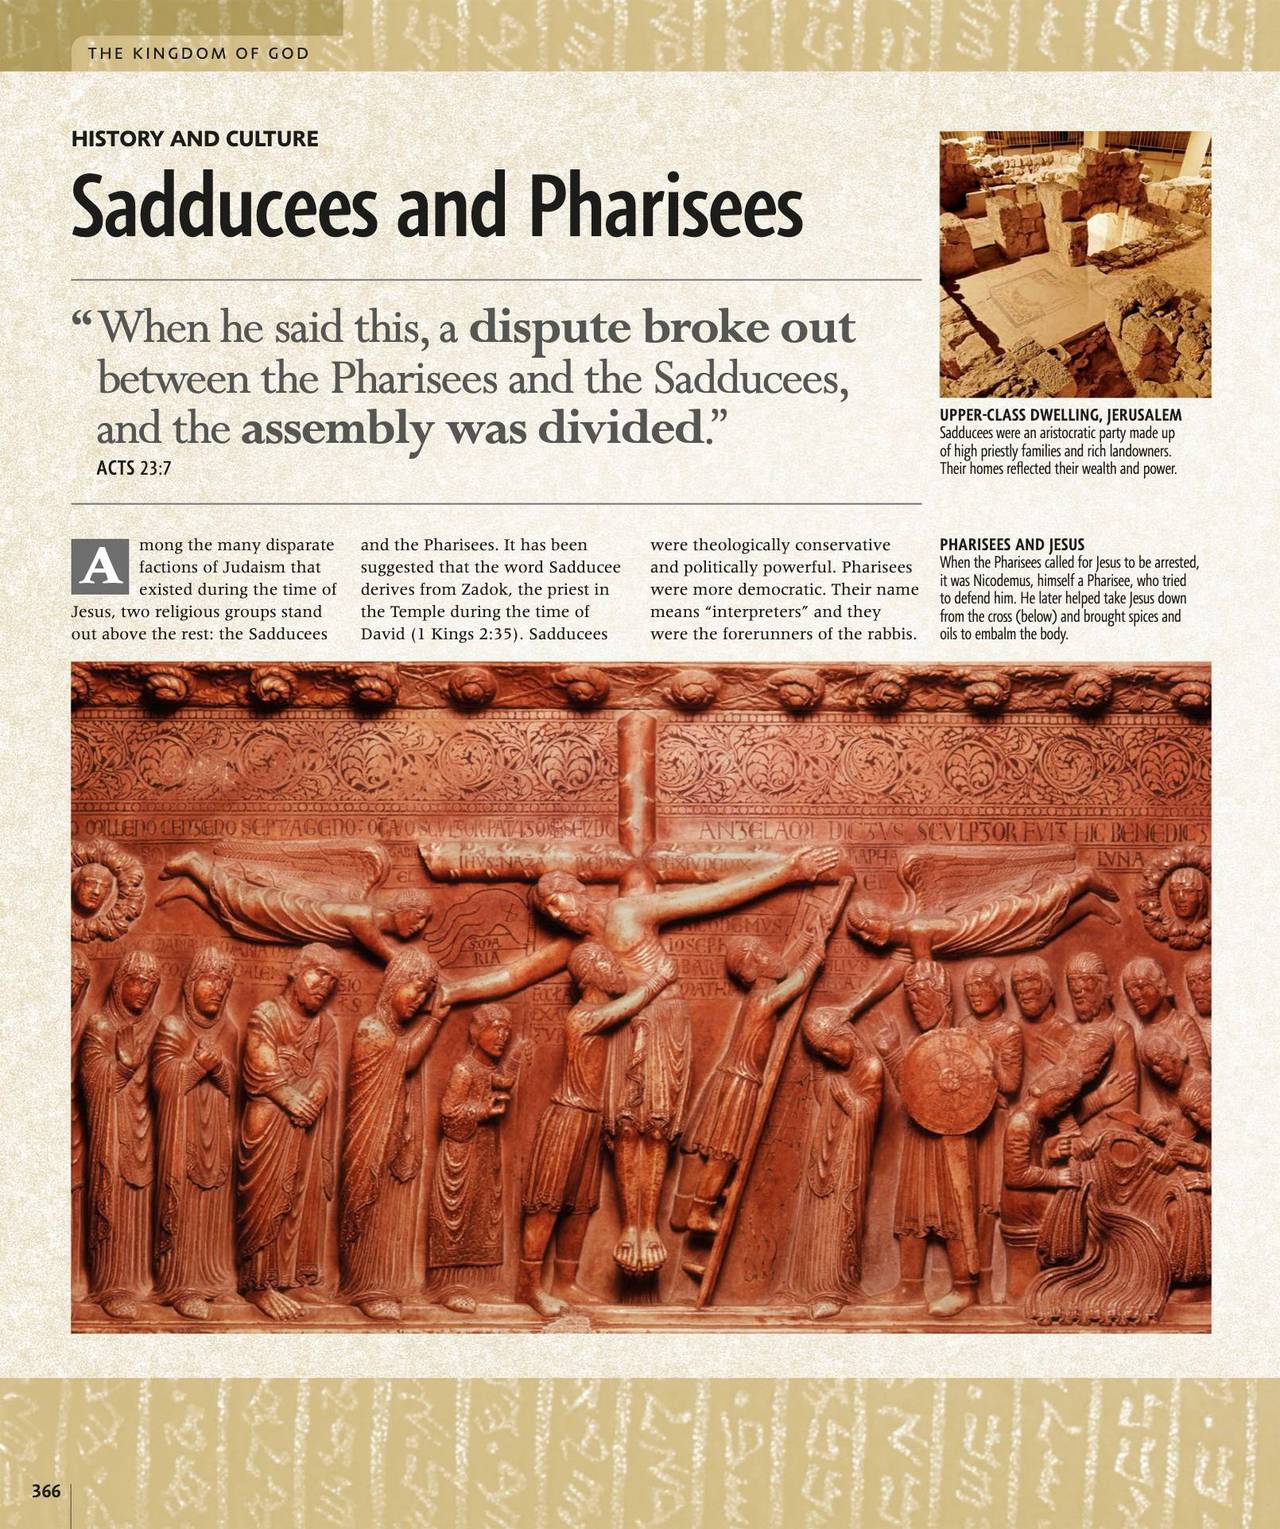 THE KINGDOM OF GOD
HISTORY AND CULTURE
Sadducees and Pharisees
“When he said this, a dispute broke out
between the Pharisees and the Sadducees,
and the assembly was divided.”
ACTS 23:7
UPPER-CLASS DWELLING, JERUSALEM
Sadducees were an aristocratic party made up
of high priestly families and rich landowners.
Their homes reflected their wealth and power.
Among the many disparate
factions of Judaism that
existed during the time of
Jesus, two religious groups stand
out above the rest: the Sadducees
and the Pharisees. It has been
suggested that the word Sadducee
derives from Zadok, the priest in
the Temple during the time of
David (1 Kings 2:35). Sadducees
were theologically conservative
and politically powerful. Pharisees
were more democratic. Their name
means “interpreters” and they
were the forerunners of the rabbis.
PHARISEES AND JESUS
When the Pharisees called for Jesus to be arrested,
it was Nicodemus, himself a Pharisee, who tried
to defend him. He later helped take Jesus down
from the cross (below) and brought spices and
oils to embalm the body.
SCVLPTOR FVIT HIC BENEDIC
LVNA
EL
SMA
RIA
IOSEPH
366